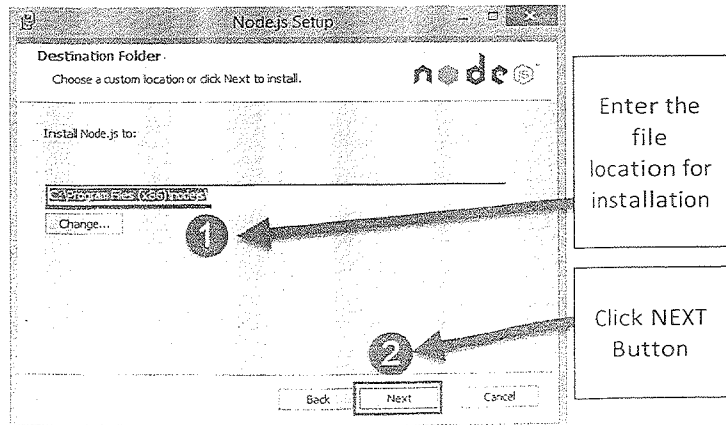 Node.js Setup
Destination Folder
Choose a custom location or click Next to install.
node
JS
Install Node.js to:
C:\Program Files (x86)\nodejs\
Change...
1
Enter the
file
location for
installation
2
Click NEXT
Button
Back
Next
Cancel